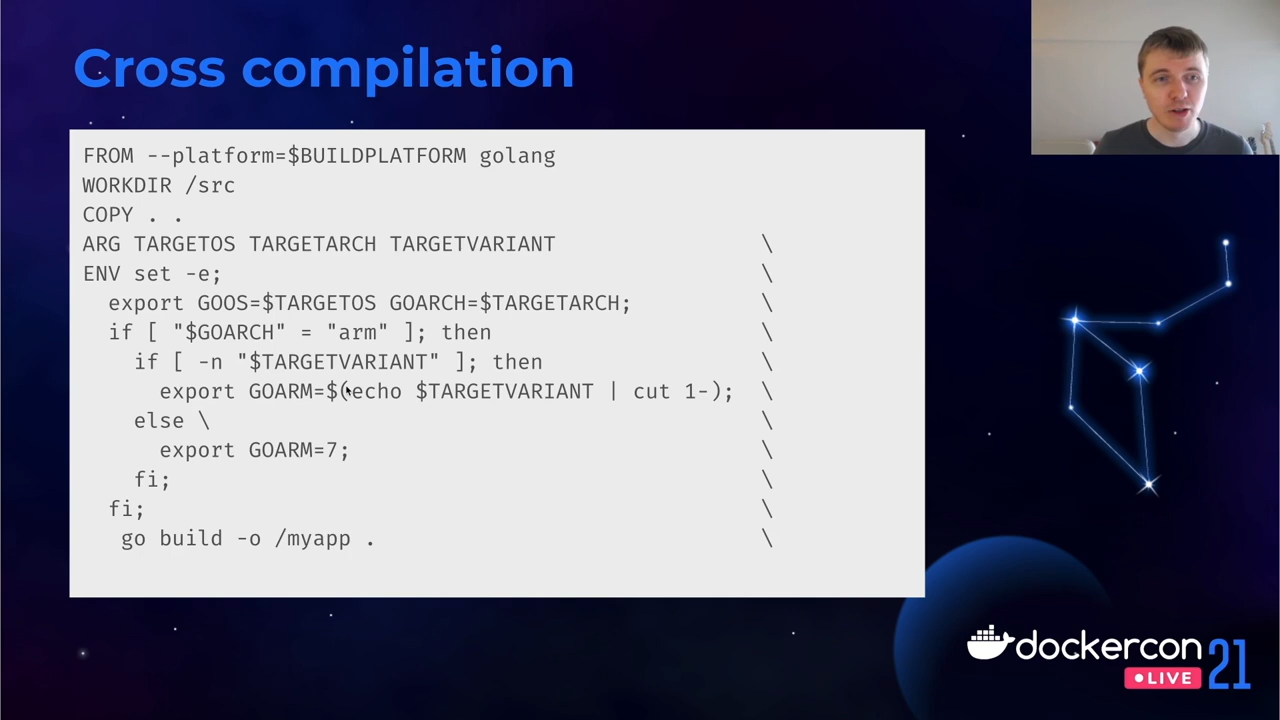 Cross compilation
FROM --platform=$BUILDPLATFORM golang
WORKDIR /src
COPY . .
ARG TARGETOS TARGETARCH TARGETVARIANT \
ENV set -e; \
export GOOS=$TARGETOS GOARCH=$TARGETARCH; \
if [ "$GOARCH" = "arm" ]; then \
if [ -n "$TARGETVARIANT" ]; then \
export GOARM=$(echo $TARGETVARIANT | cut 1-); \
else \ \
export GOARM=7; \
fi; \
fi; \
go build -o /myapp . \
dockercon
LIVE
21